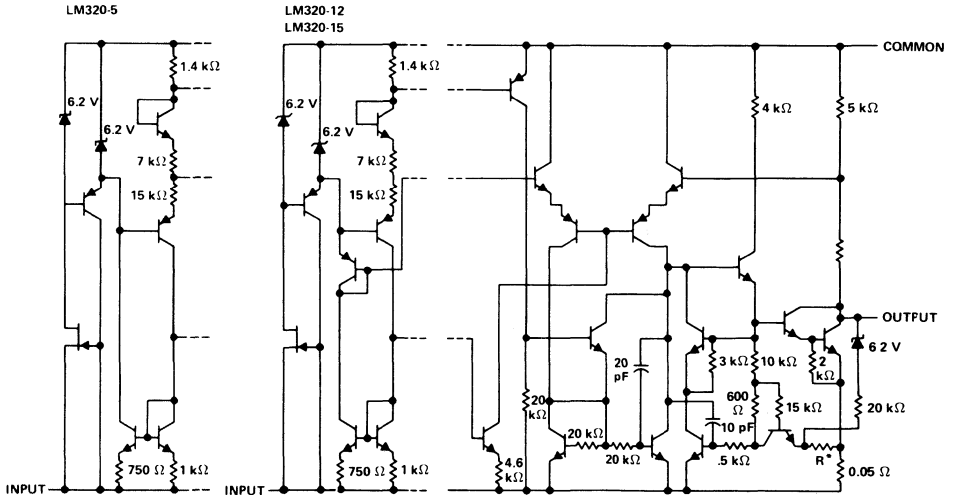 LM320-5
LM320-12
LM320-15
COMMON
1.4 kΩ
1.4 kΩ
6.2 V
6.2 V
4 kΩ
5 kΩ
6.2 V
6.2 V
7 kΩ
7 kΩ
15 kΩ
15 kΩ
OUTPUT
6 2 V
20
pF
3 kΩ
10 kΩ
2
kΩ
20
kΩ
600
Ω
15 kΩ
20 kΩ
10 pF
20 kΩ
20 kΩ
.5 kΩ
R*
750 Ω
1 kΩ
750 Ω
1 kΩ
4.6
kΩ
0.05 Ω
INPUT
INPUT